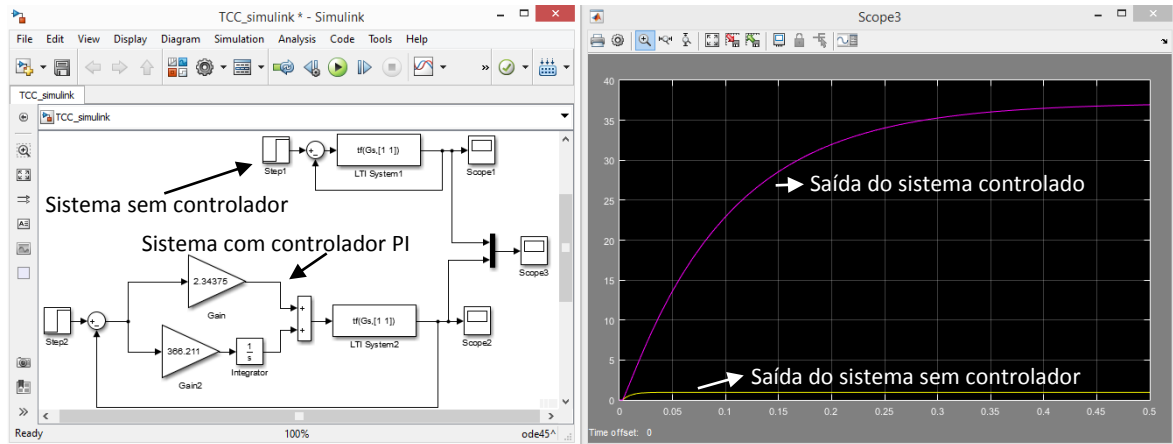 TCC_simulink * - Simulink
File Edit View Display Diagram Simulation Analysis Code Tools Help
»
TCC_simulink
TCC_simulink
Step1
tf(Gs,[1 1])
LTI System1
Scope1
Sistema sem controlador
Sistema com controlador PI
Scope3
2.34375
Gain
Step2
366.211
Gain2
1
s
Integrator
+
+
tf(Gs,[1 1])
LTI System2
Scope2
»
Ready 100% ode45^
Scope3
40
35
30
25
20
15
10
5
0
0 0.05 0.1 0.15 0.2 0.25 0.3 0.35 0.4 0.45 0.5
Saída do sistema controlado
Saída do sistema sem controlador
Time offset: 0